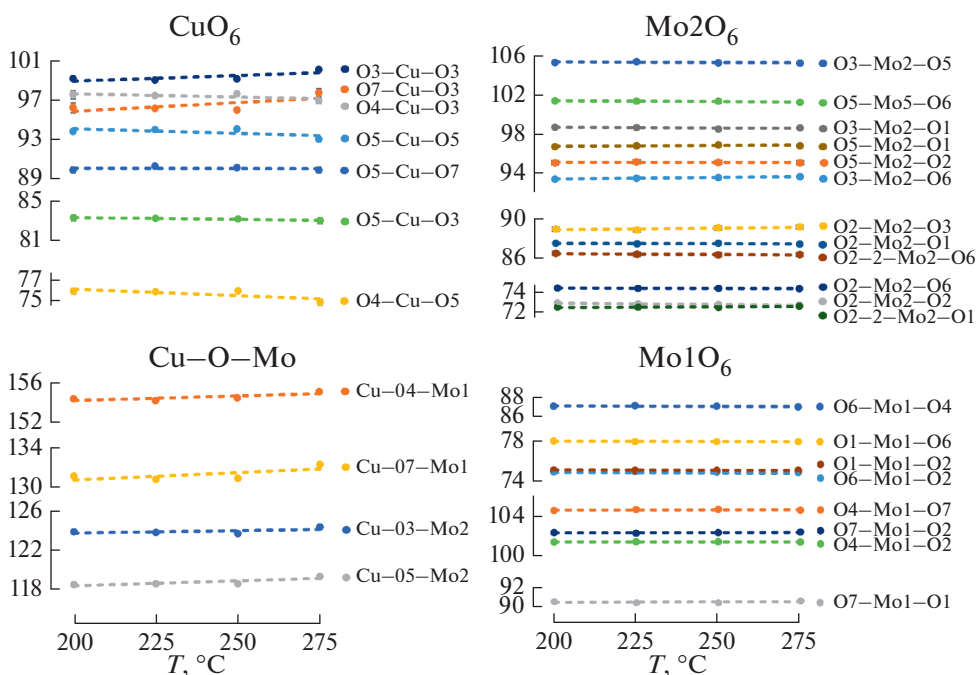 CuO6
101
97
93
89
85
81
77
75
O3–Cu–O3
O7–Cu–O3
O4–Cu–O3
O5–Cu–O5
O5–Cu–O7
O5–Cu–O3
O4–Cu–O5
Mo2O6
106
102
98
94
90
86
74
72
O3–Mo2–O5
O5–Mo5–O6
O3–Mo2–O1
O5–Mo2–O1
O5–Mo2–O2
O3–Mo2–O6
O2–Mo2–O3
O2–Mo2–O1
O2–2–Mo2–O6
O2–Mo2–O6
O2–Mo2–O2
O2–2–Mo2–O1
Cu–O–Mo
156
152
134
130
126
122
118
Cu–04–Mo1
Cu–07–Mo1
Cu–03–Mo2
Cu–05–Mo2
200 225 250 275
T, °C
Mo1O6
88
86
78
74
104
100
92
90
O6–Mo1–O4
O1–Mo1–O6
O1–Mo1–O2
O6–Mo1–O2
O4–Mo1–O7
O7–Mo1–O2
O4–Mo1–O2
O7–Mo1–O1
200 225 250 275
T, °C